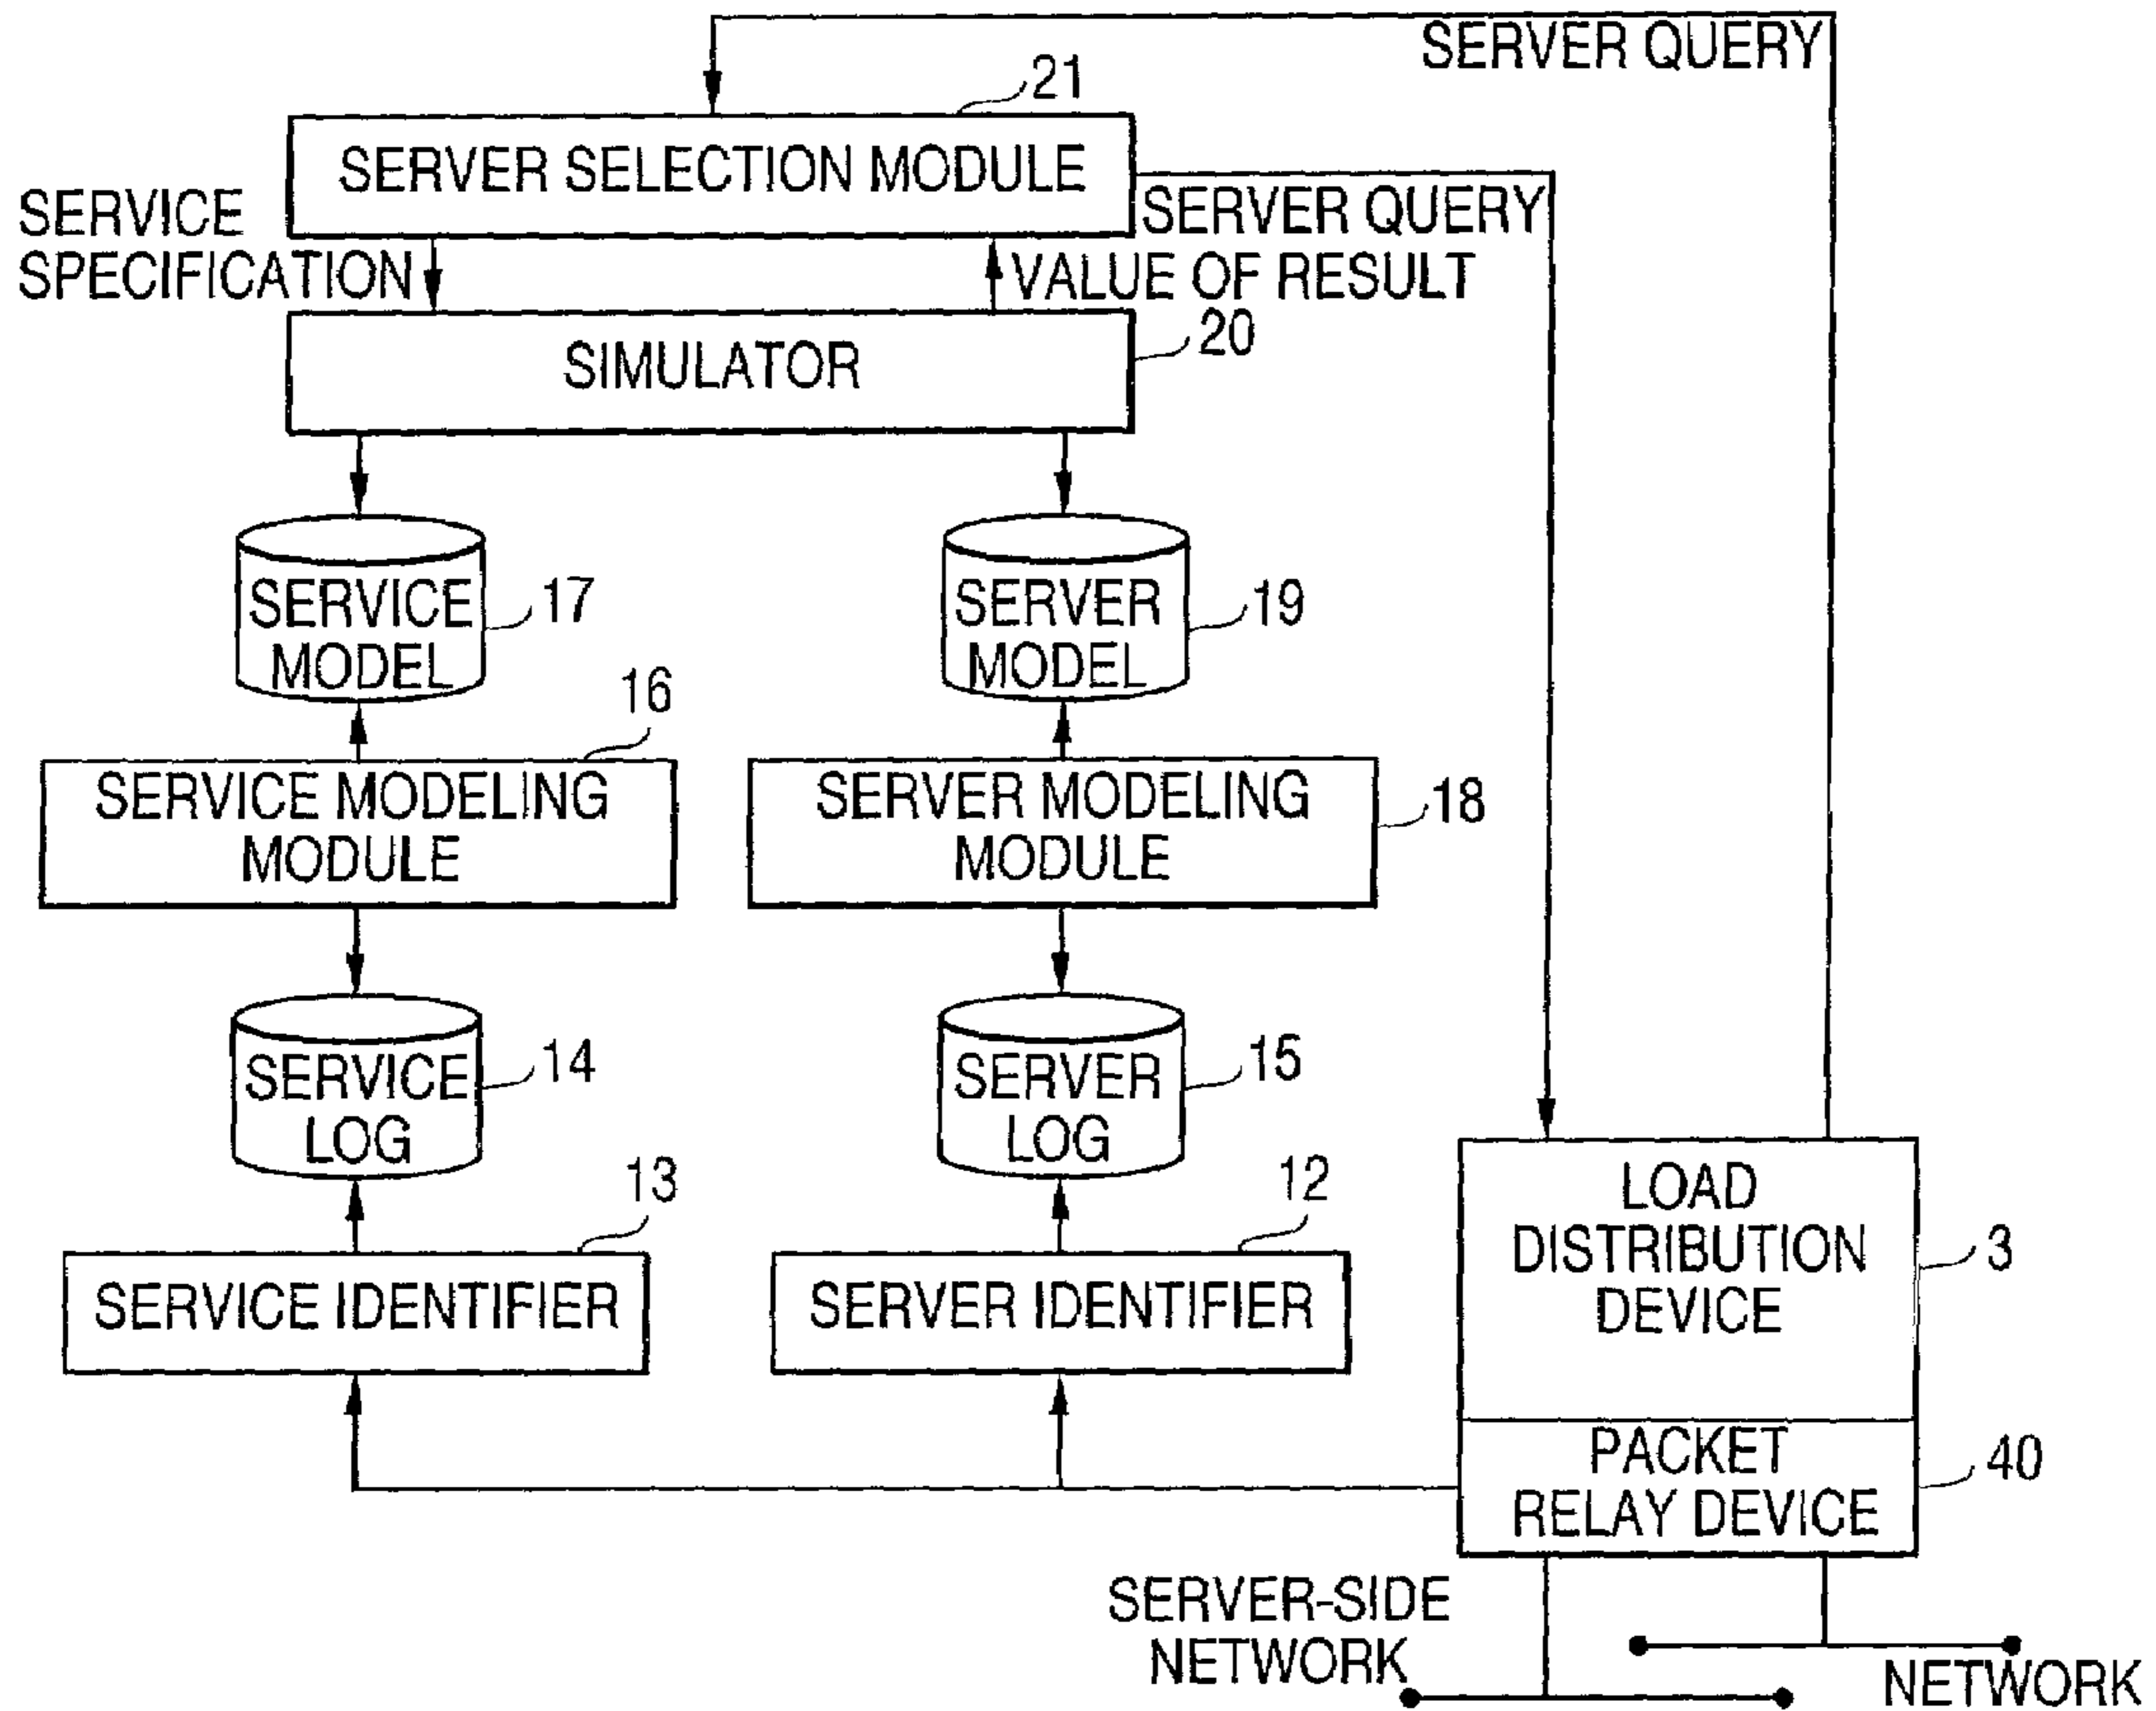 SERVER QUERY
21
SERVER SELECTION MODULE
SERVICE
SPECIFICATION
SERVER QUERY
VALUE OF RESULT
20
SIMULATOR
SERVICE
MODEL
17
SERVER
MODEL
19
16
SERVICE MODELING
MODULE
SERVER MODELING
MODULE
18
SERVICE
LOG
14
SERVER
LOG
15
13
SERVICE IDENTIFIER
12
SERVER IDENTIFIER
LOAD
DISTRIBUTION
DEVICE
3
PACKET
RELAY DEVICE
40
SERVER-SIDE
NETWORK
NETWORK